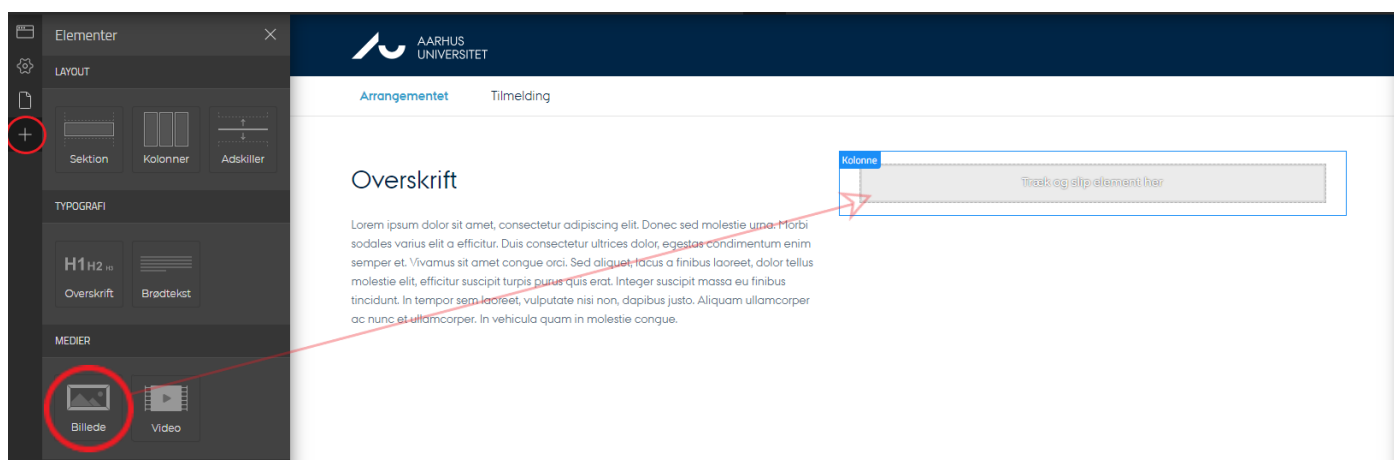 Elementer
LAYOUT
Sektion
Kolonner
Adskiller
TYPOGRAFI
H1 H2 H3
Overskrift
Brødtekst
MEDIER
Billede
Video
AARHUS
UNIVERSITET
Arrangementet
Tilmelding
Overskrift
Lorem ipsum dolor sit amet, consectetur adipiscing elit. Donec sed molestie urna. Morbi
sodales varius elit a efficitur. Duis consectetur ultrices dolor, egestas condimentum enim
semper et. Vivamus sit amet congue orci. Sed aliquet, lacus a finibus laoreet, dolor tellus
molestie elit, efficitur suscipit turpis purus quis erat. Integer suscipit massa eu finibus
tincidunt. In tempor sem laoreet, vulputate nisi non, dapibus justo. Aliquam ullamcorper
ac nunc et ullamcorper. In vehicula quam in molestie congue.
Kolonne
Træk og slip element her